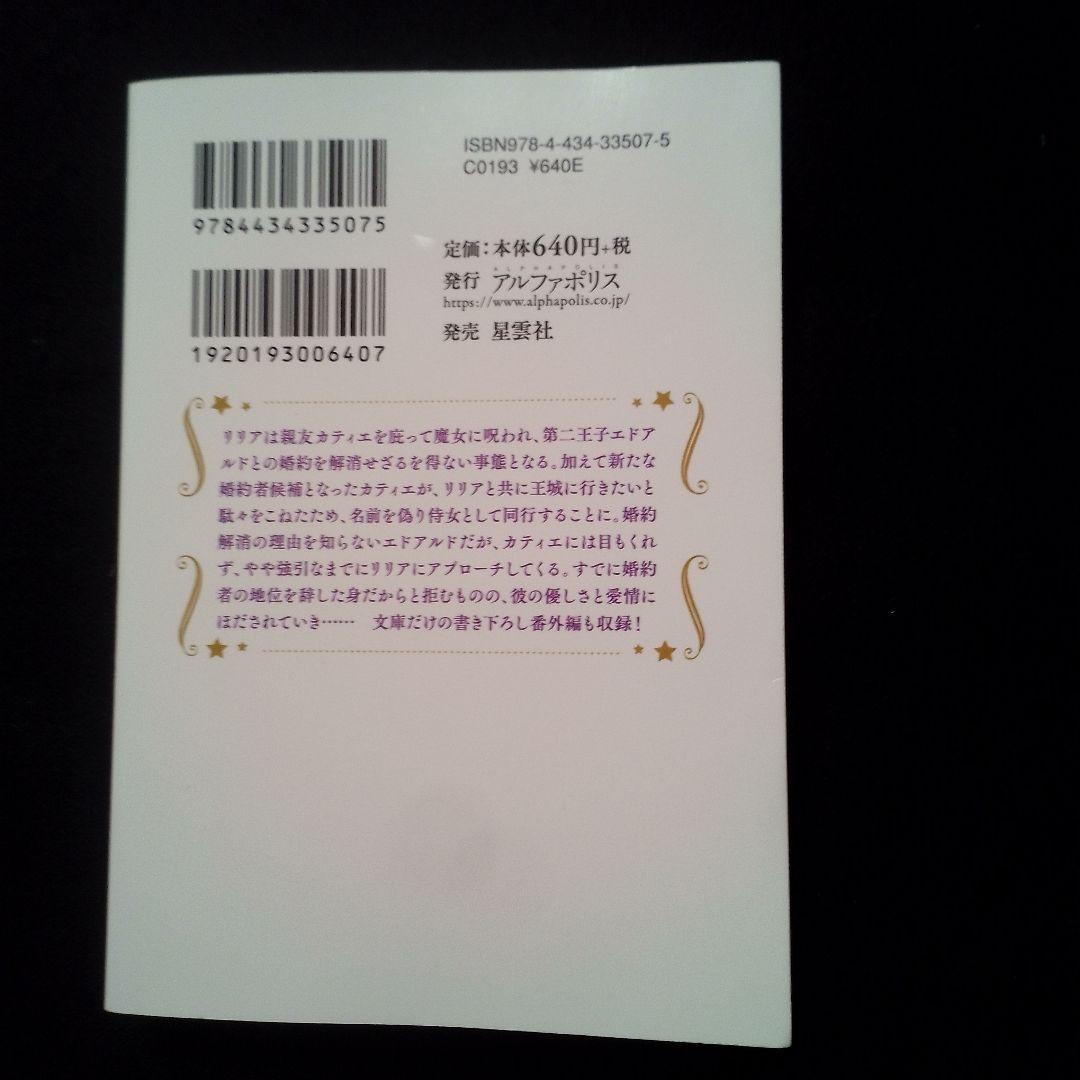 ISBN978-4-434-33507-5
C0193 ¥640E
9784434335075
定価:本体640円+税
発行 アルファポリス
https://www.alphapolis.co.jp/
発売 星雲社
1920193006407
リリアは親友カティエを庇って魔女に呪われ、第二王子エドア
ルドとの婚約を解消せざるを得ない事態となる。加えて新たな
婚約者候補となったカティエが、リリアと共に王城に行きたいと
駄々をこねたため、名前を偽り侍女として同行することに。婚約
解消の理由を知らないエドアルドだが、カティエには目もくれ
ず、やや強引なまでにリリアにアプローチしてくる。すでに婚約
者の地位を辞した身だからと拒むものの、彼の優しさと愛情に
ほだされていき…… 文庫だけの書き下ろし番外編も収録!